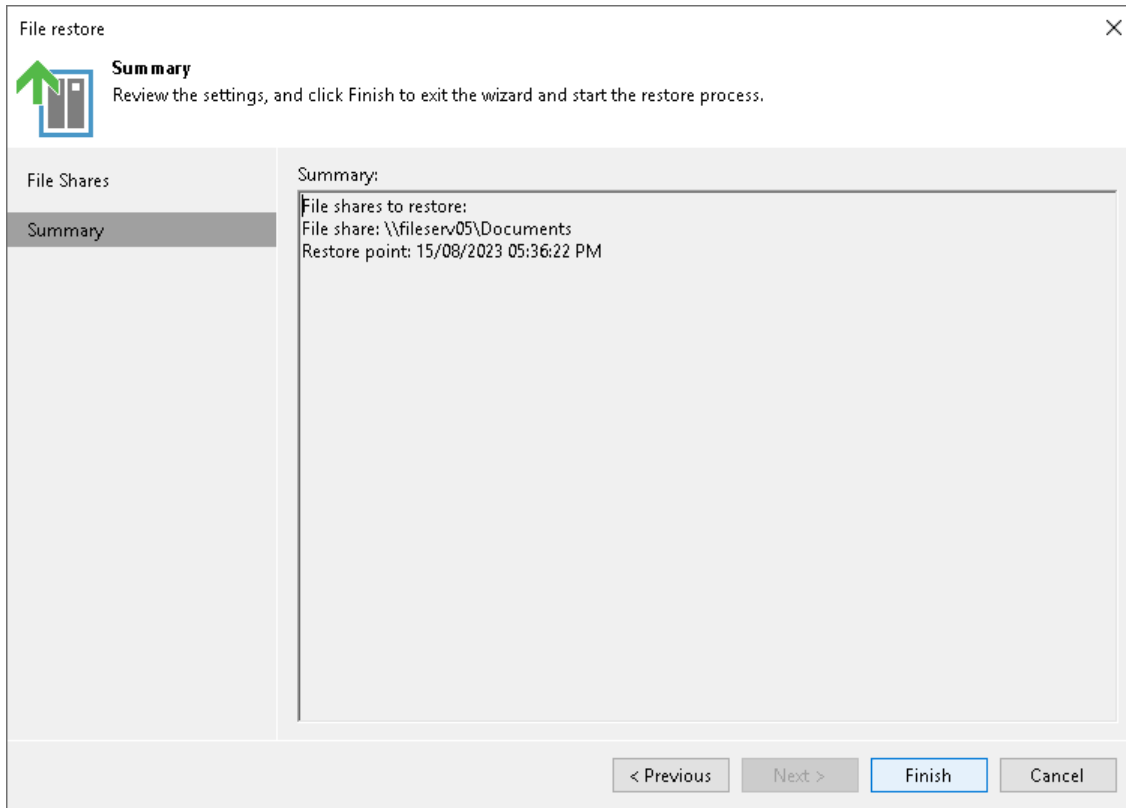 File restore
Summary
Review the settings, and click Finish to exit the wizard and start the restore process.
File Shares
Summary
Summary:
File shares to restore:
File share: \\fileserv05\Documents
Restore point: 15/08/2023 05:36:22 PM
< Previous
Next >
Finish
Cancel